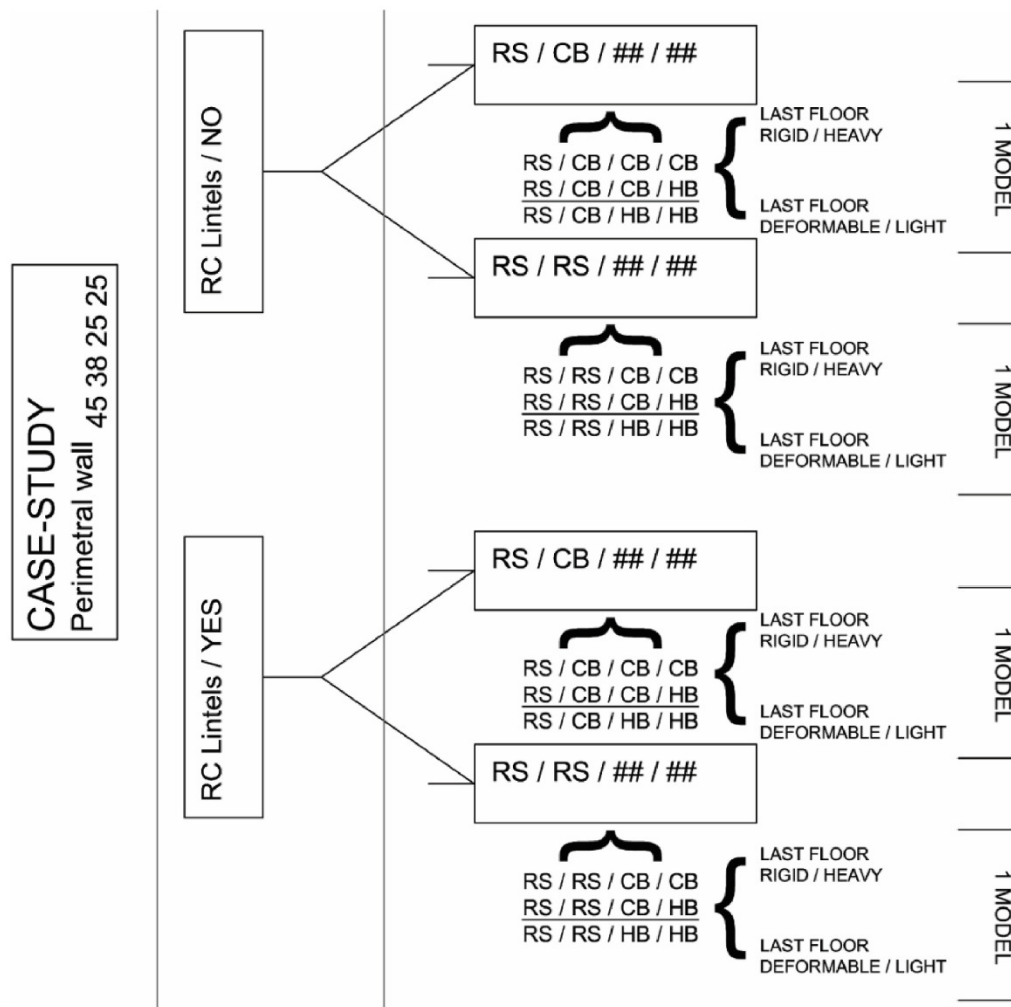 CASE-STUDY
Perimetral wall 45 38 25 25
RC Lintels / NO
RS / CB / ## / ##
RS / CB / CB / CB
RS / CB / CB / HB
RS / CB / HB / HB
LAST FLOOR
RIGID / HEAVY
LAST FLOOR
DEFORMABLE / LIGHT
1 MODEL
RS / RS / ## / ##
RS / RS / CB / CB
RS / RS / CB / HB
RS / RS / HB / HB
LAST FLOOR
RIGID / HEAVY
LAST FLOOR
DEFORMABLE / LIGHT
1 MODEL
RC Lintels / YES
RS / CB / ## / ##
RS / CB / CB / CB
RS / CB / CB / HB
RS / CB / HB / HB
LAST FLOOR
RIGID / HEAVY
LAST FLOOR
DEFORMABLE / LIGHT
1 MODEL
RS / RS / ## / ##
RS / RS / CB / CB
RS / RS / CB / HB
RS / RS / HB / HB
LAST FLOOR
RIGID / HEAVY
LAST FLOOR
DEFORMABLE / LIGHT
1 MODEL